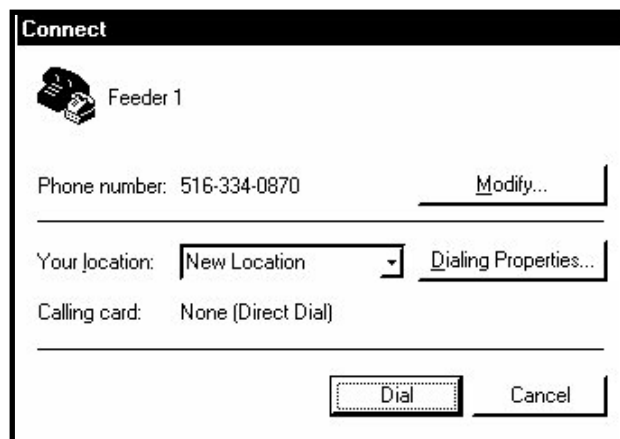 Connect
Feeder 1
Phone number: 516-334-0870 Modify...
Your location: New Location Dialing Properties...
Calling card: None (Direct Dial)
Dial Cancel